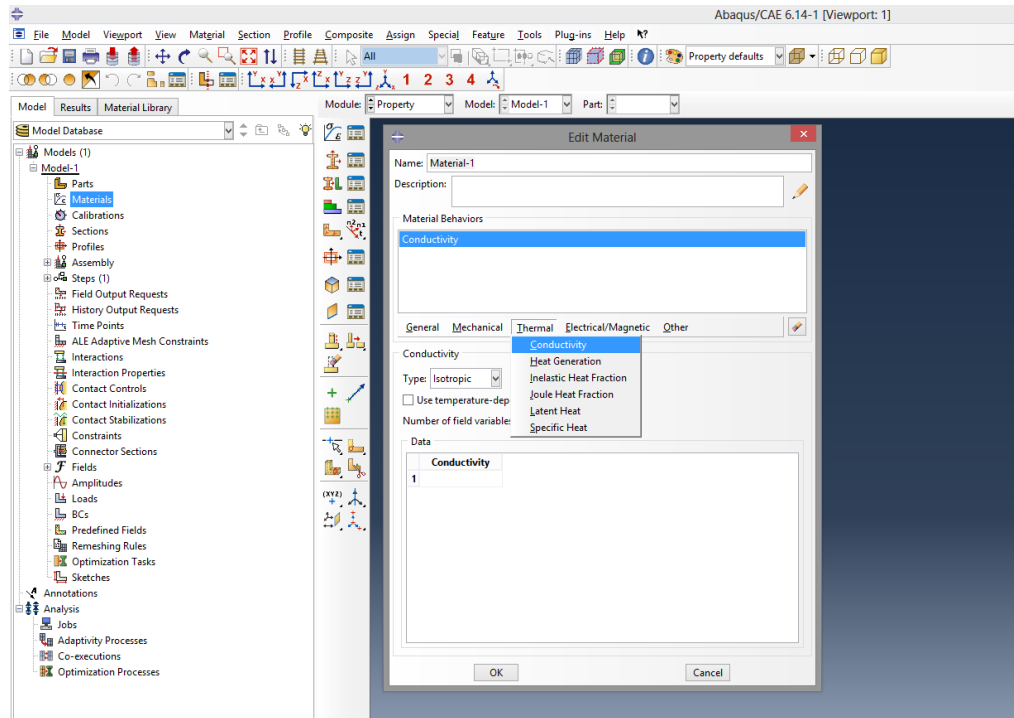 Abaqus/CAE 6.14-1 [Viewport: 1]
File Model Viewport View Material Section Profile Composite Assign Special Feature Tools Plug-ins Help
All
Property defaults
1 2 3 4
Model Results Material Library
Module: Property Model: Model-1 Part:
Model Database
Models (1)
Model-1
Parts
Materials
Calibrations
Sections
Profiles
Assembly
Steps (1)
Field Output Requests
History Output Requests
Time Points
ALE Adaptive Mesh Constraints
Interactions
Interaction Properties
Contact Controls
Contact Initializations
Contact Stabilizations
Constraints
Connector Sections
Fields
Amplitudes
Loads
BCs
Predefined Fields
Remeshing Rules
Optimization Tasks
Sketches
Annotations
Analysis
Jobs
Adaptivity Processes
Co-executions
Optimization Processes
Edit Material
Name: Material-1
Description:
Material Behaviors
Conductivity
General Mechanical Thermal Electrical/Magnetic Other
Conductivity
Heat Generation
Inelastic Heat Fraction
Joule Heat Fraction
Latent Heat
Specific Heat
Conductivity
Type: Isotropic
Use temperature-dep
Number of field variables
Data
Conductivity
1
OK Cancel